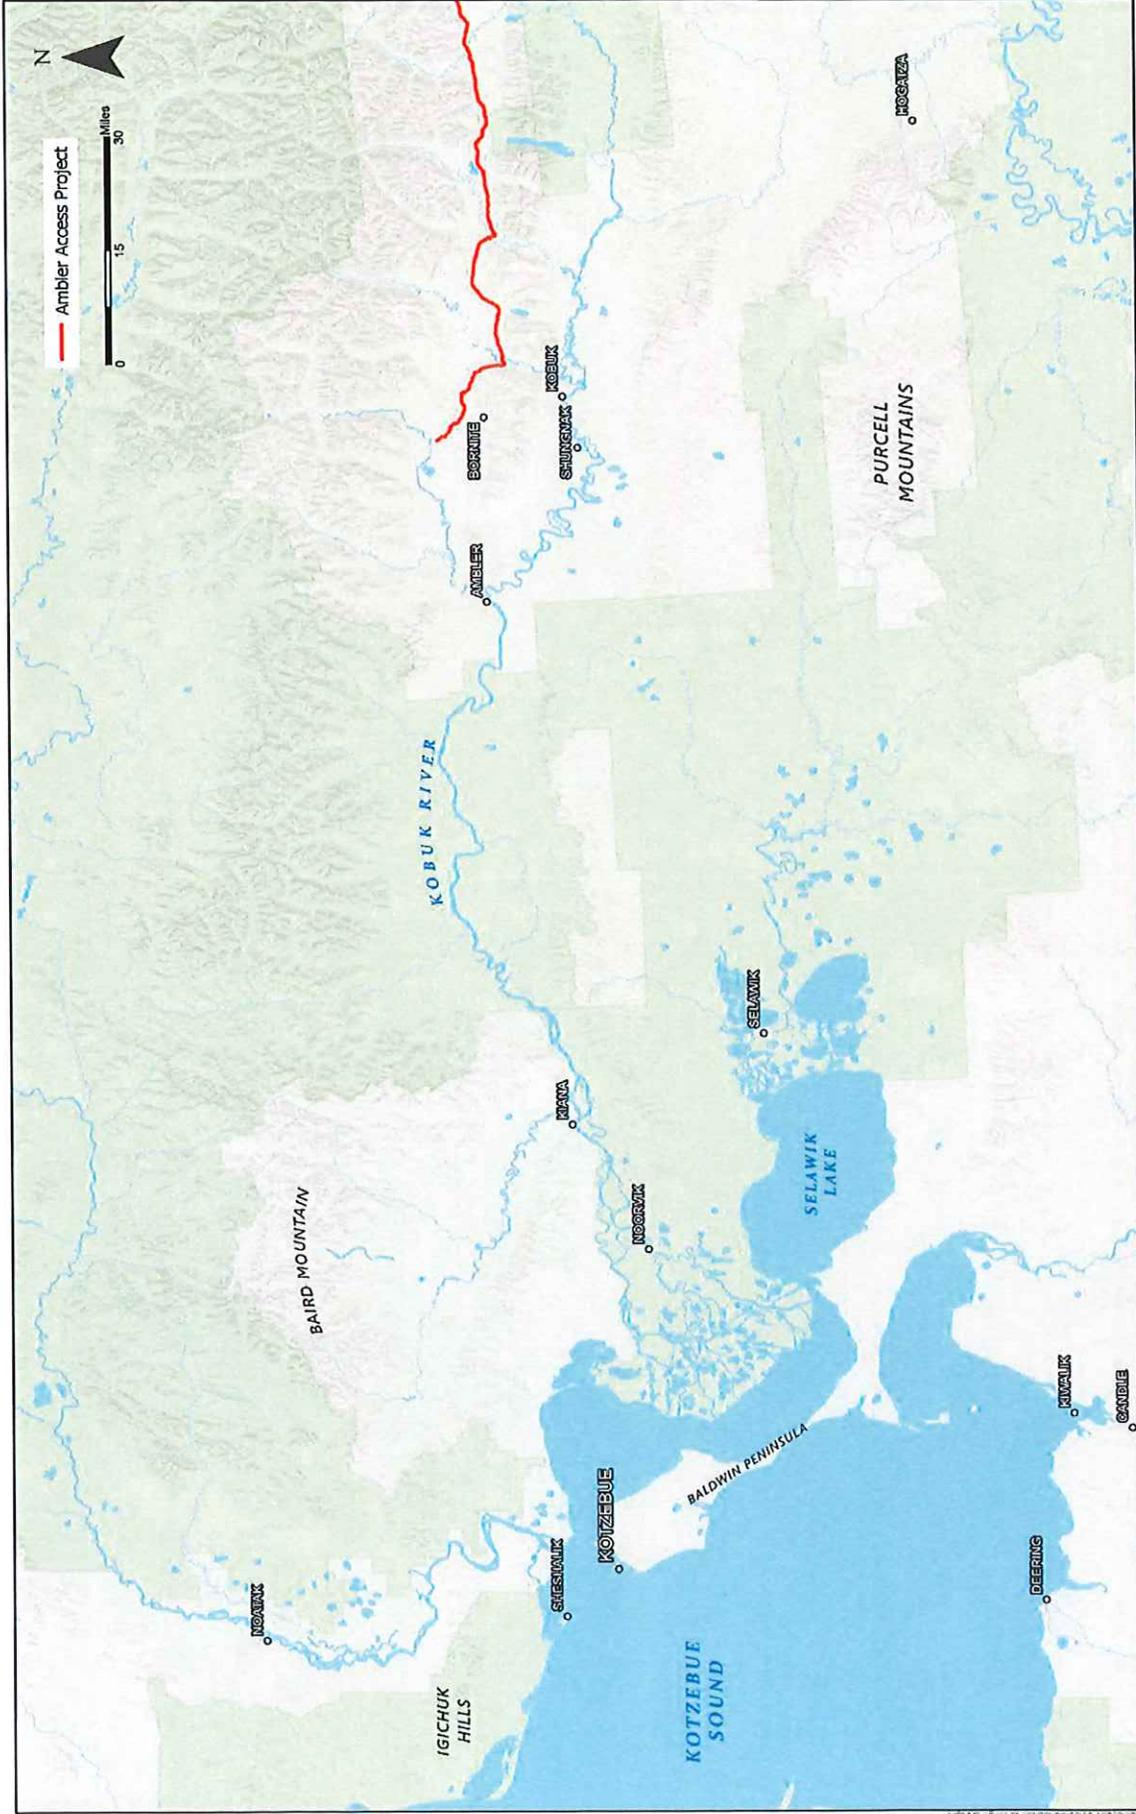 N
Ambler Access Project
0 15 30 Miles
NOATAK
IGICHUK
HILLS
BAIRD MOUNTAIN
SHESHALIK
KOTZEBUE
KOTZEBUE
SOUND
BALDWIN PENINSULA
NOORVIK
KIANA
KOBUK RIVER
SELAWIK
SELAWIK
LAKE
AMBLER
BORNITE
SHUNGNAK
KOBUK
PURCELL
MOUNTAINS
HOGATZA
DEERING
KIWALIK
CANDLE